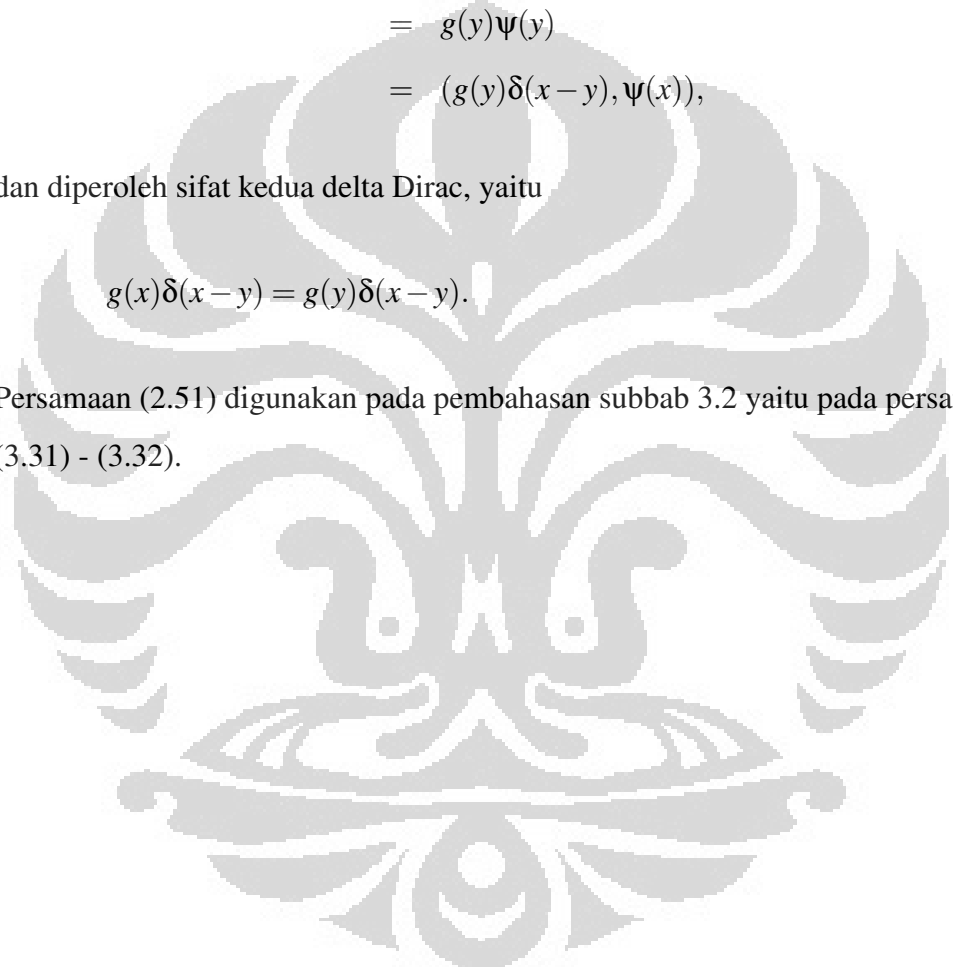 = g(y)ψ(y)
= (g(y)δ(x−y),ψ(x)),
dan diperoleh sifat kedua delta Dirac, yaitu
g(x)δ(x−y) = g(y)δ(x−y).
Persamaan (2.51) digunakan pada pembahasan subbab 3.2 yaitu pada persa
(3.31) - (3.32).